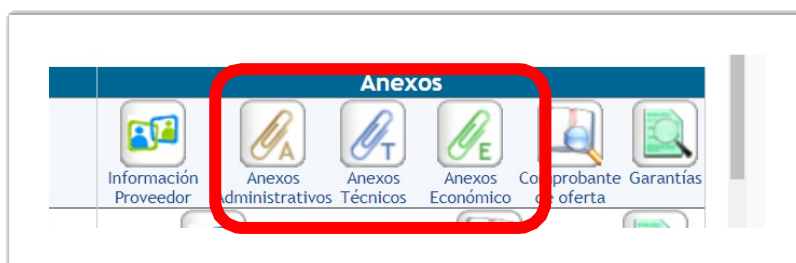 Anexos
A T E
Información Anexos Anexos Anexos Comprobante Garantías
Proveedor Administrativos Técnicos Económico de oferta